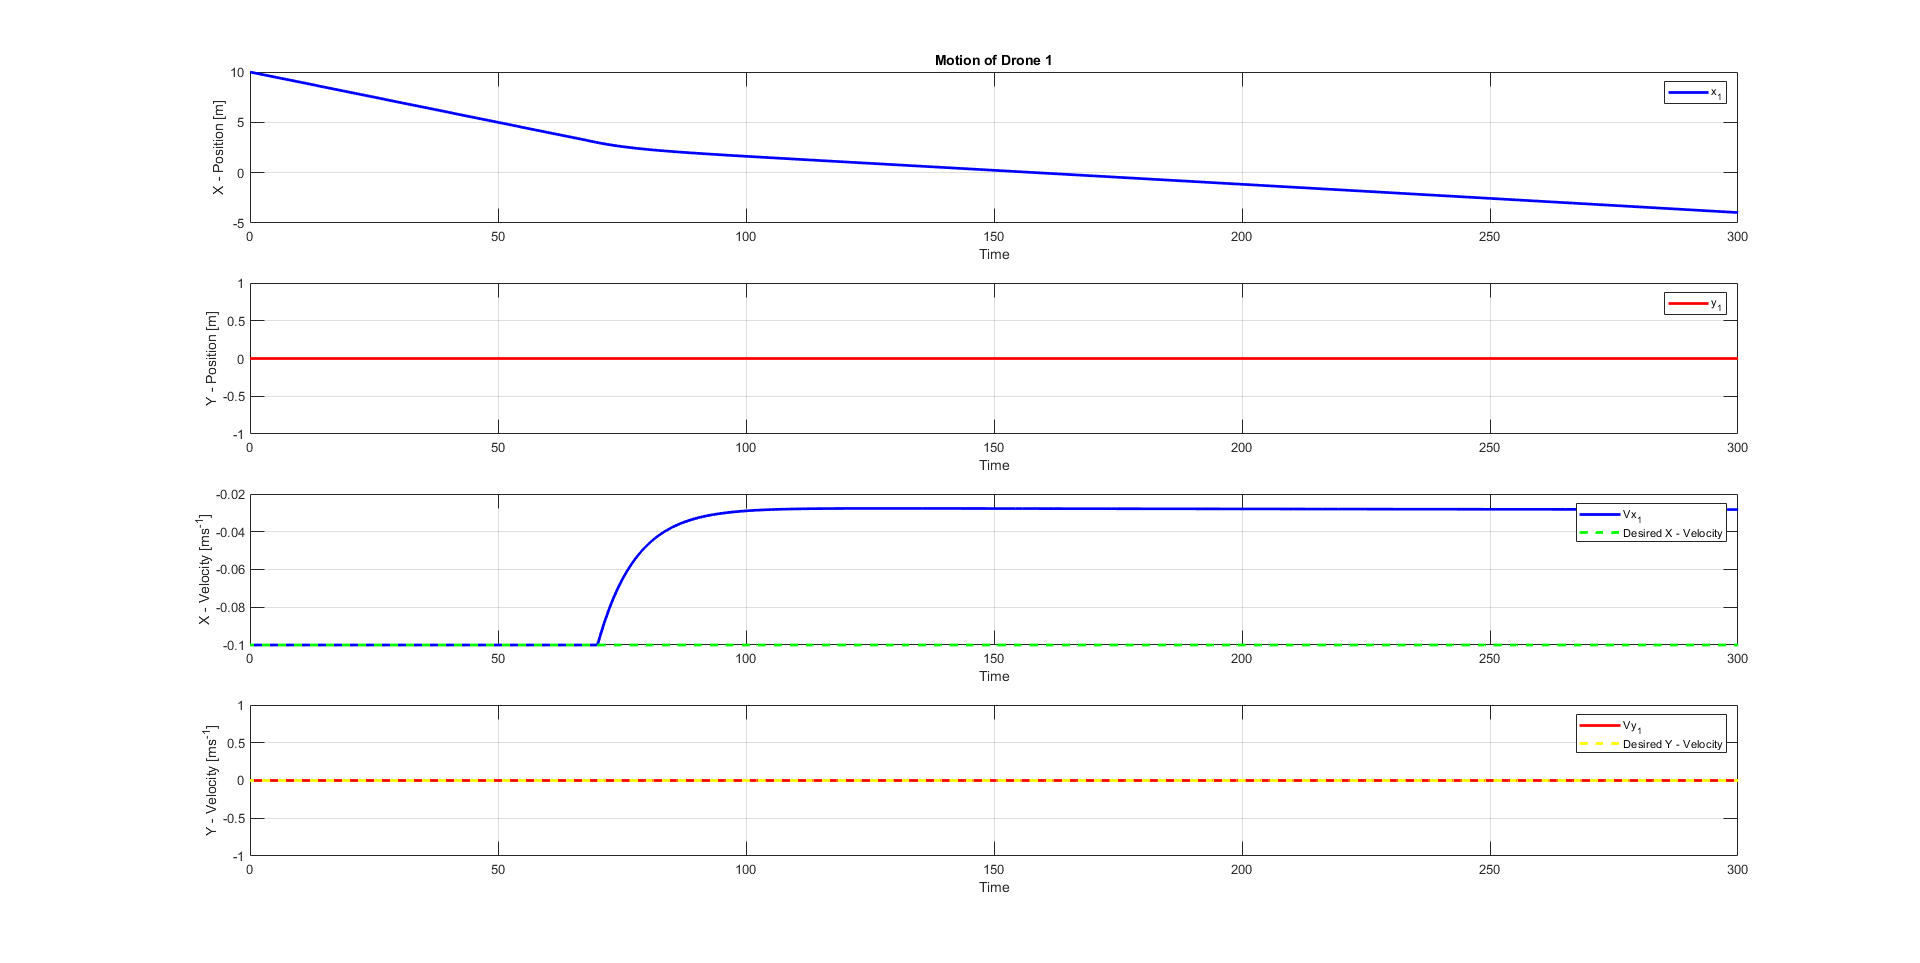 Motion of Drone 1
10
5
0
-5
X - Position [m]
x1
0 50 100 150 200 250 300
Time
1
0.5
0
-0.5
-1
Y - Position [m]
y1
0 50 100 150 200 250 300
Time
-0.02
-0.04
-0.06
-0.08
-0.1
X - Velocity [ms-1]
Vx1
Desired X - Velocity
0 50 100 150 200 250 300
Time
1
0.5
0
-0.5
-1
Y - Velocity [ms-1]
Vy1
Desired Y - Velocity
0 50 100 150 200 250 300
Time